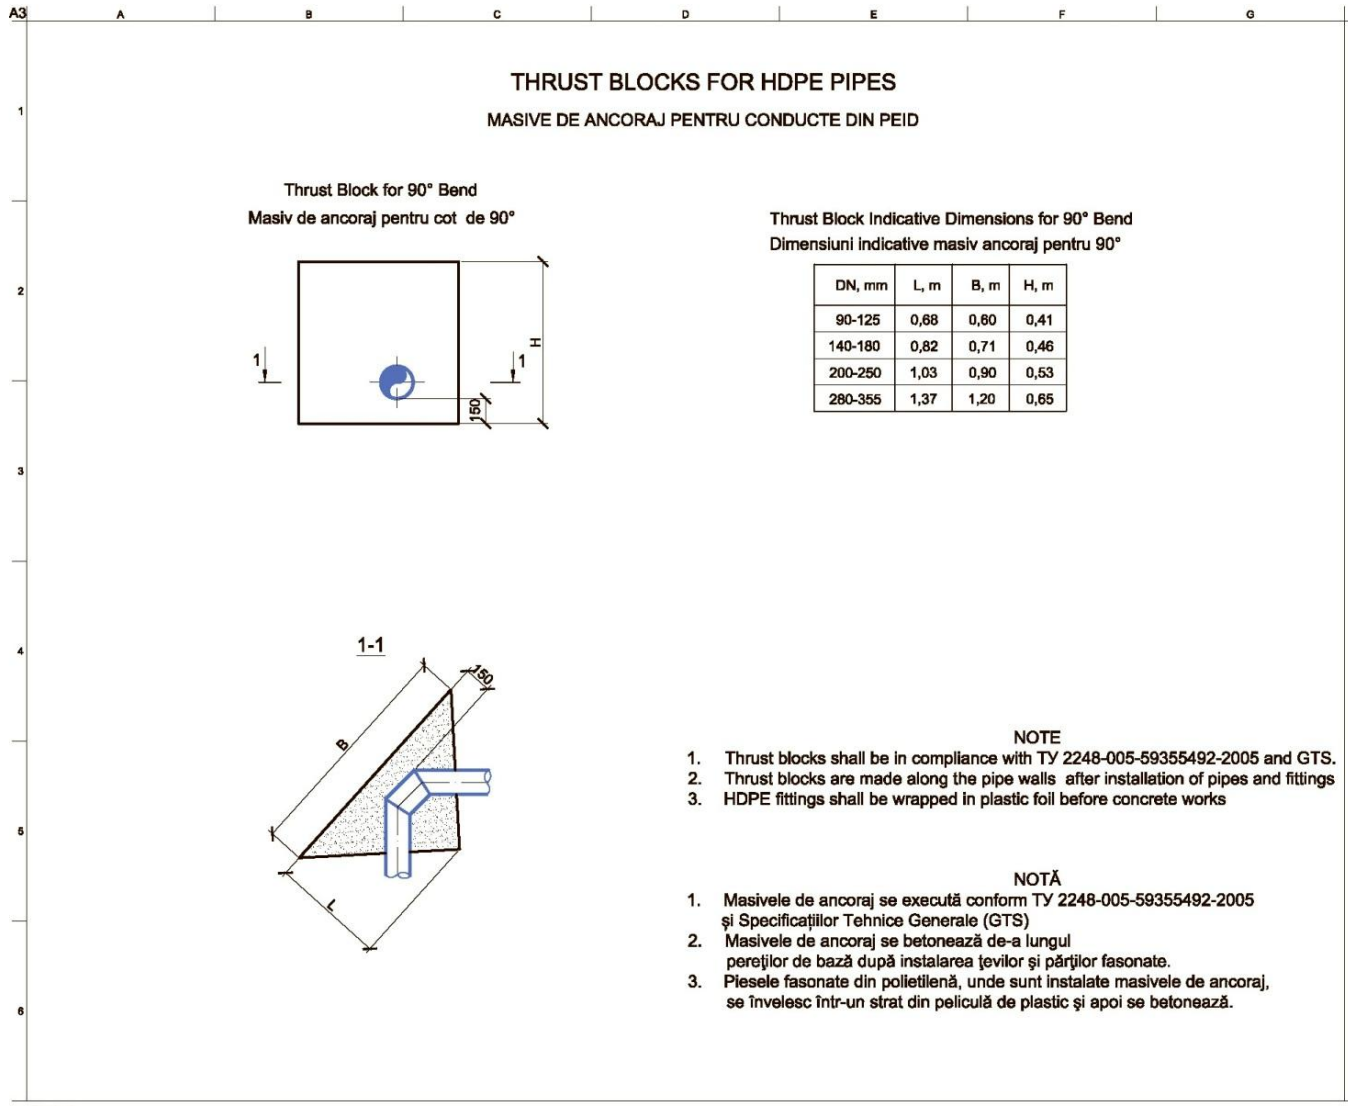 A3
A
B
C
D
E
F
G
THRUST BLOCKS FOR HDPE PIPES
1
MASIVE DE ANCORAJ PENTRU CONDUCTE DIN PEID
Thrust Block for 90° Bend
Masiv de ancoraj pentru cot de 90°
Thrust Block Indicative Dimensions for 90° Bend
Dimensiuni indicative masiv ancoraj pentru 90°
2
DN, mm L, m B, m H, m
90-125 0,68 0,60 0,41
140-180 0,82 0,71 0,46
200-250 1,03 0,90 0,53
280-355 1,37 1,20 0,65
H
1
1
150
3
4
1-1
150
B
L
NOTE
1. Thrust blocks shall be in compliance with ТУ 2248-005-59355492-2005 and GTS.
2. Thrust blocks are made along the pipe walls after installation of pipes and fittings
3. HDPE fittings shall be wrapped in plastic foil before concrete works
5
NOTĂ
1. Masivele de ancoraj se execută conform ТУ 2248-005-59355492-2005
și Specificațiilor Tehnice Generale (GTS)
2. Masivele de ancoraj se betonează de-a lungul
pereţilor de bază după instalarea ţevilor şi părţilor fasonate.
3. Piesele fasonate din polietilenă, unde sunt instalate masivele de ancoraj,
se învelesc într-un strat din peliculă de plastic şi apoi se betonează.
6